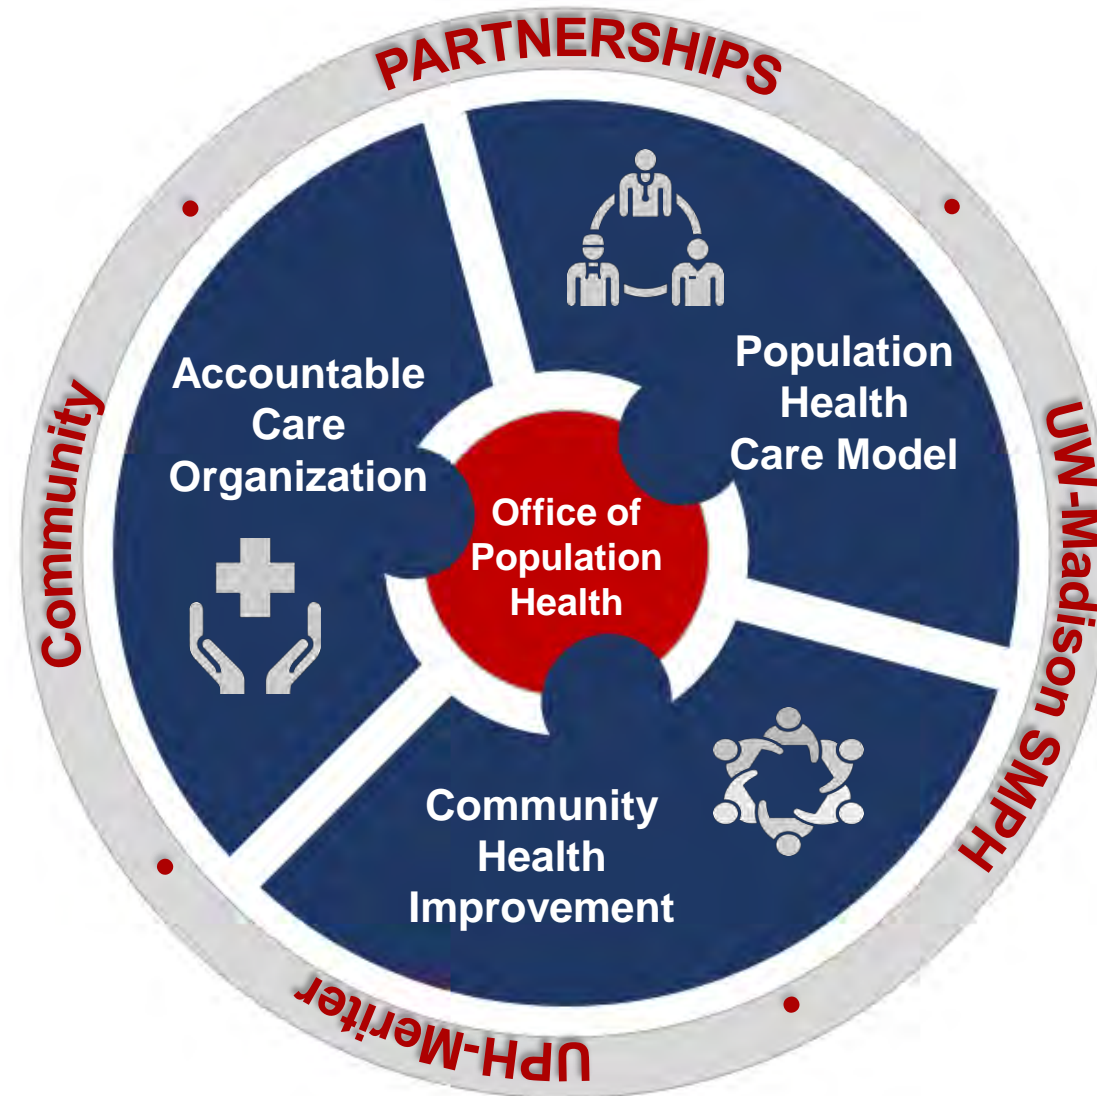 PARTNERSHIPS
Accountable
Care
Organization
Population
Health
Care Model
Office of
Population
Health
Community
Health
Improvement
Community
UW-Madison SMPH
UPH-Meriter